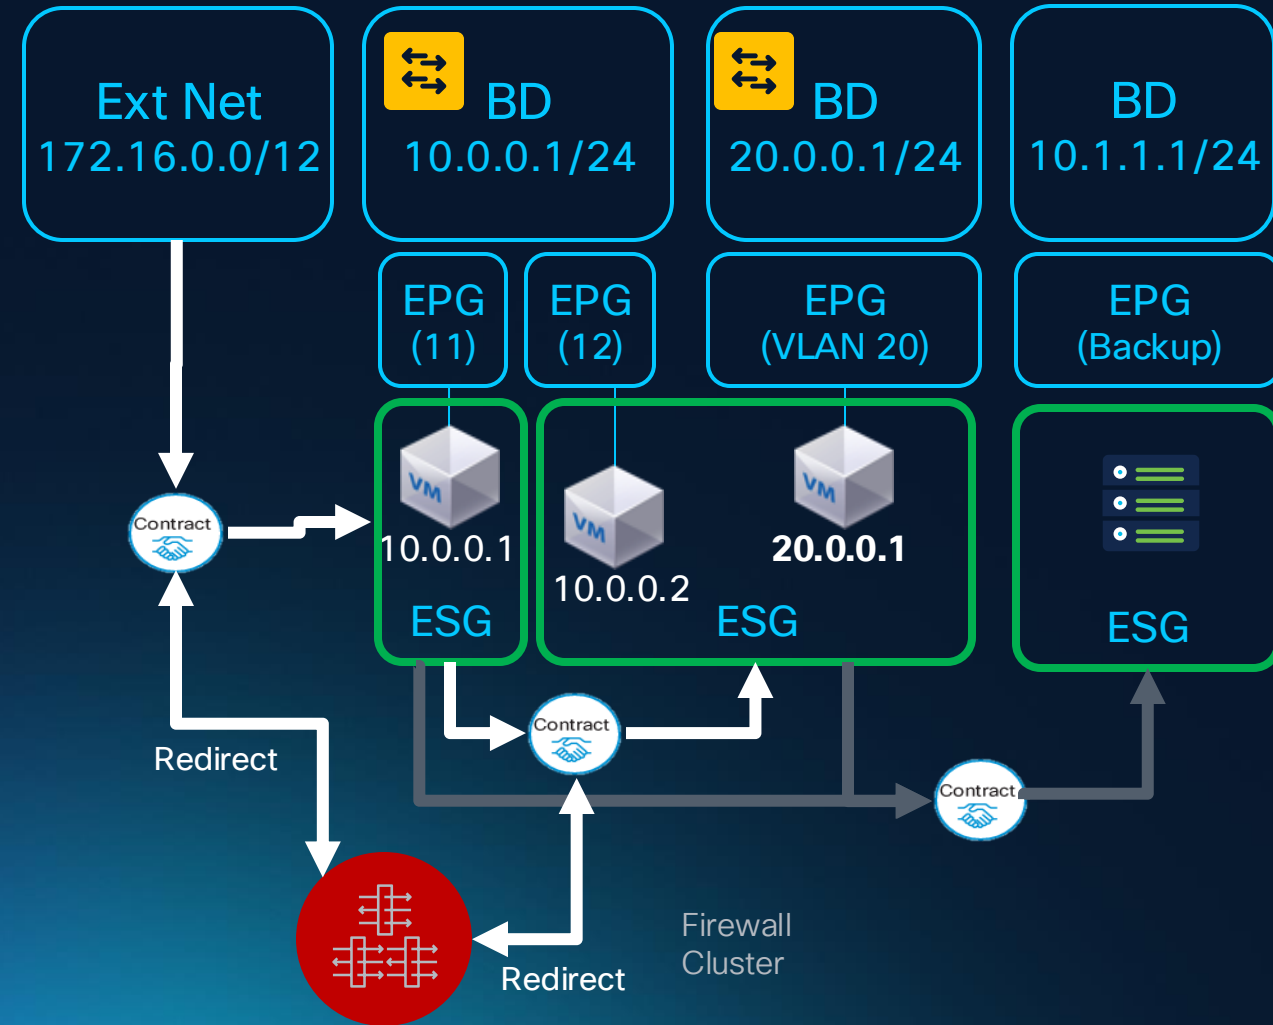 Ext Net
172.16.0.0/12
BD
10.0.0.1/24
BD
20.0.0.1/24
BD
10.1.1.1/24
EPG
(11)
EPG
(12)
EPG
(VLAN 20)
EPG
(Backup)
VM
10.0.0.1
ESG
VM
10.0.0.2
VM
20.0.0.1
ESG
ESG
Contract
Contract
Contract
Redirect
Redirect
Firewall
Cluster